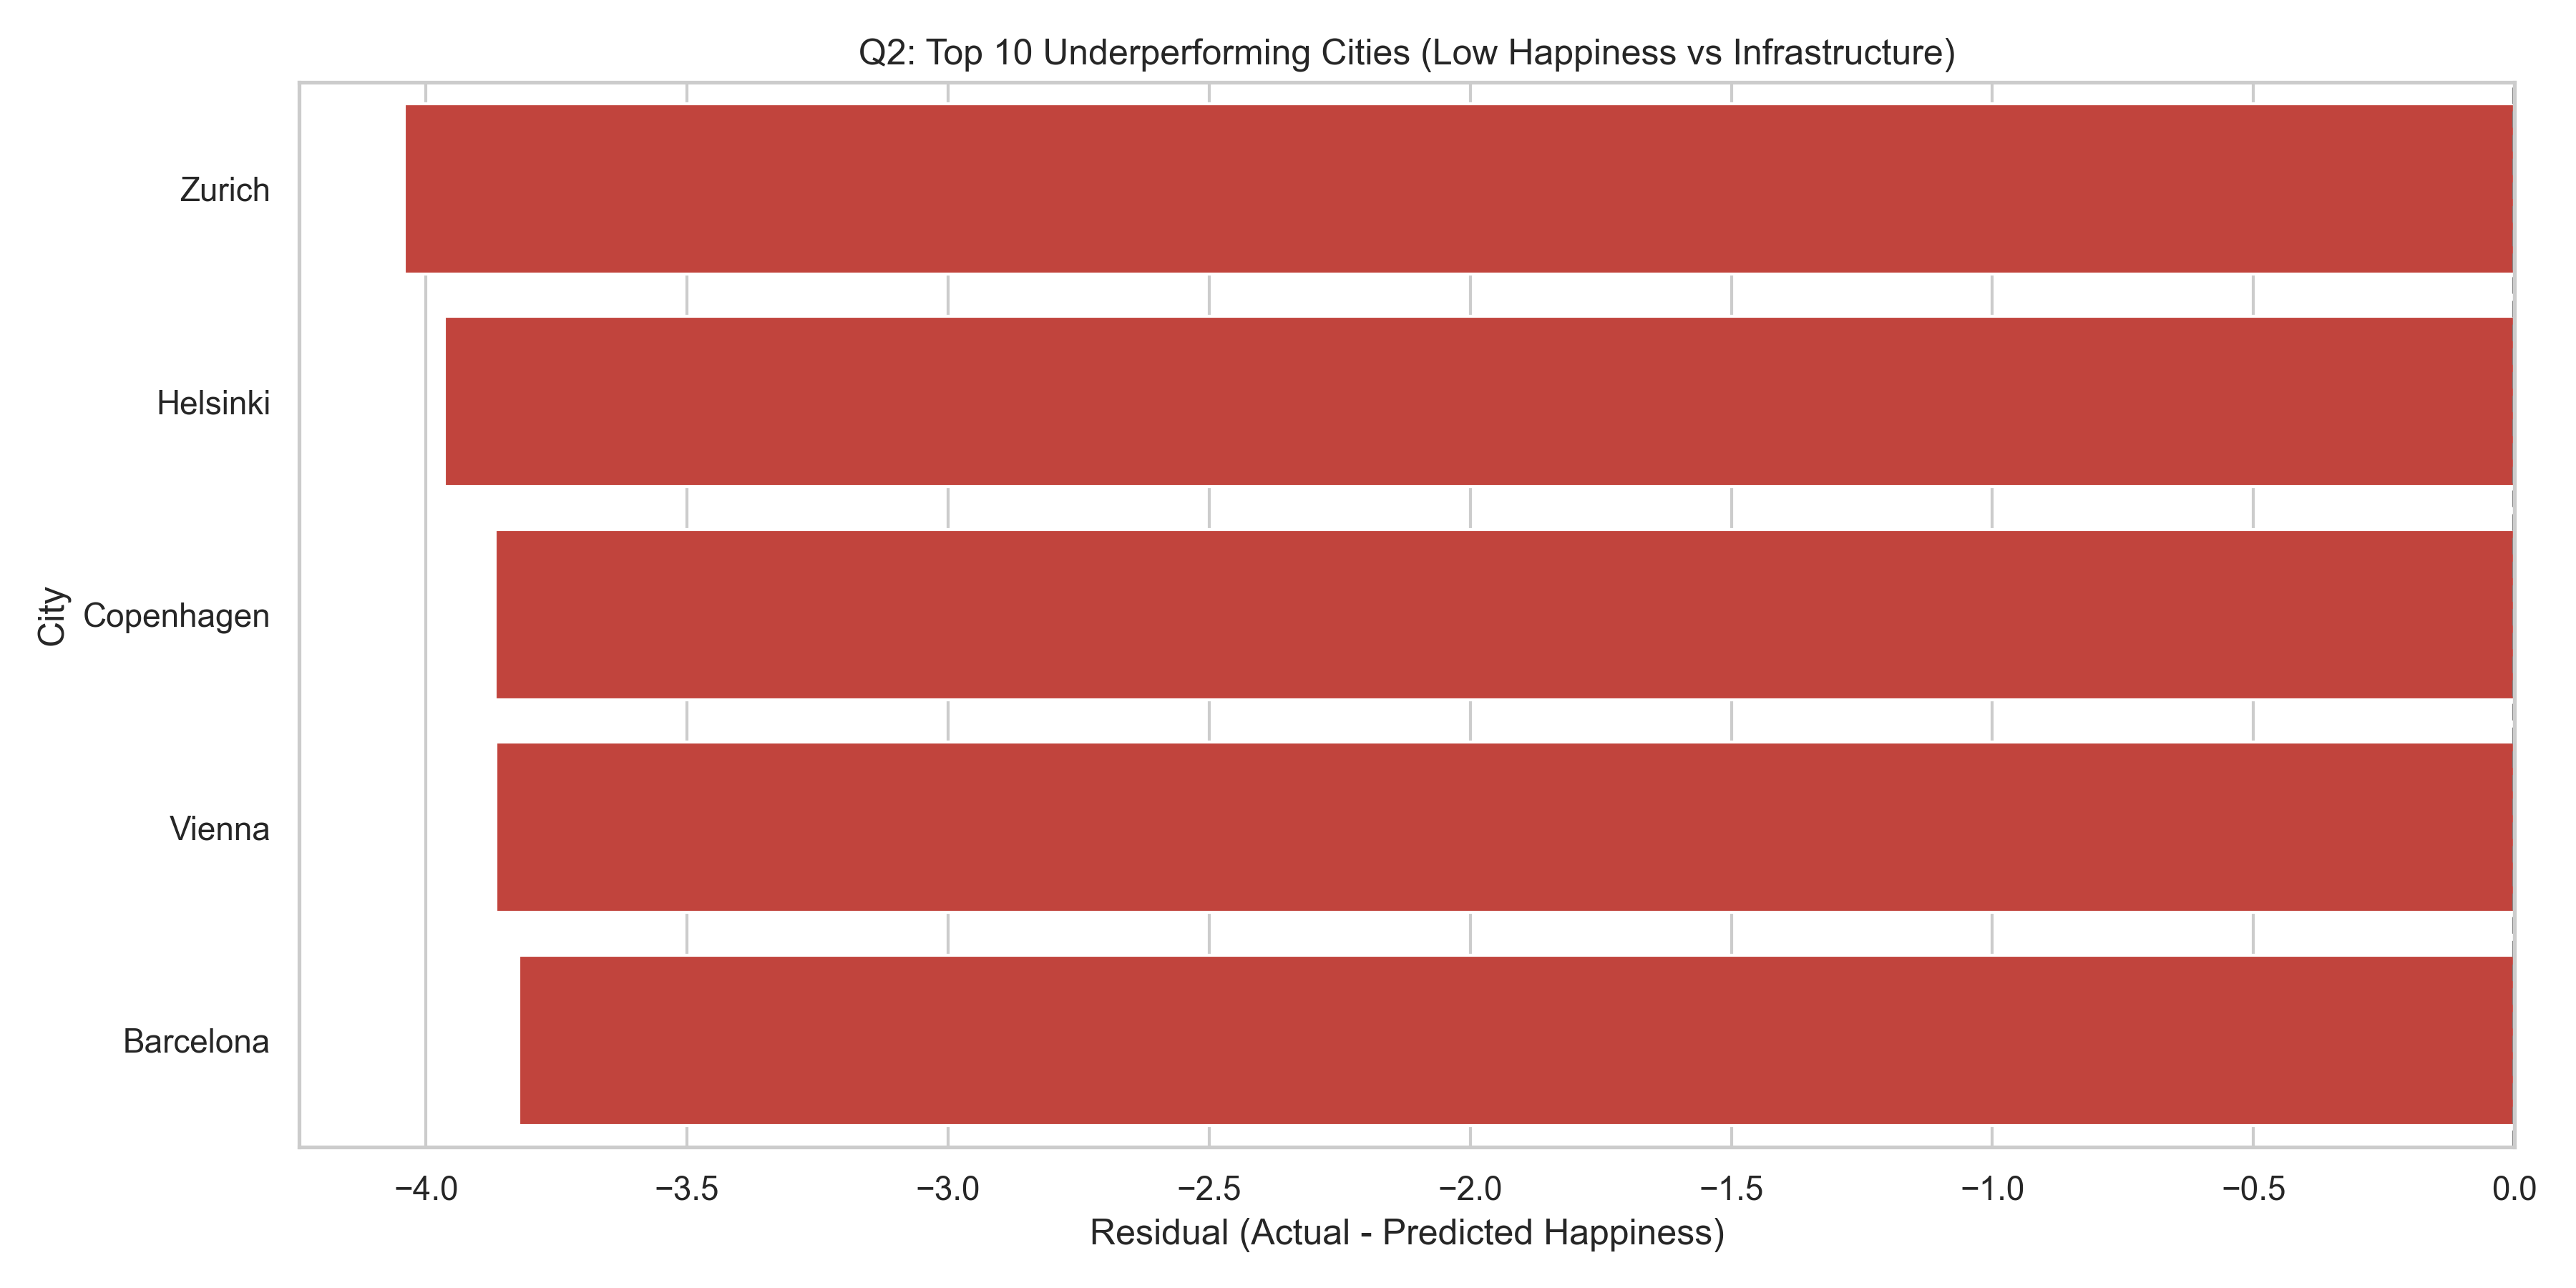 Q2: Top 10 Underperforming Cities (Low Happiness vs Infrastructure)
City
Zurich
Helsinki
Copenhagen
Vienna
Barcelona
−4.0 −3.5 −3.0 −2.5 −2.0 −1.5 −1.0 −0.5 0.0
Residual (Actual - Predicted Happiness)